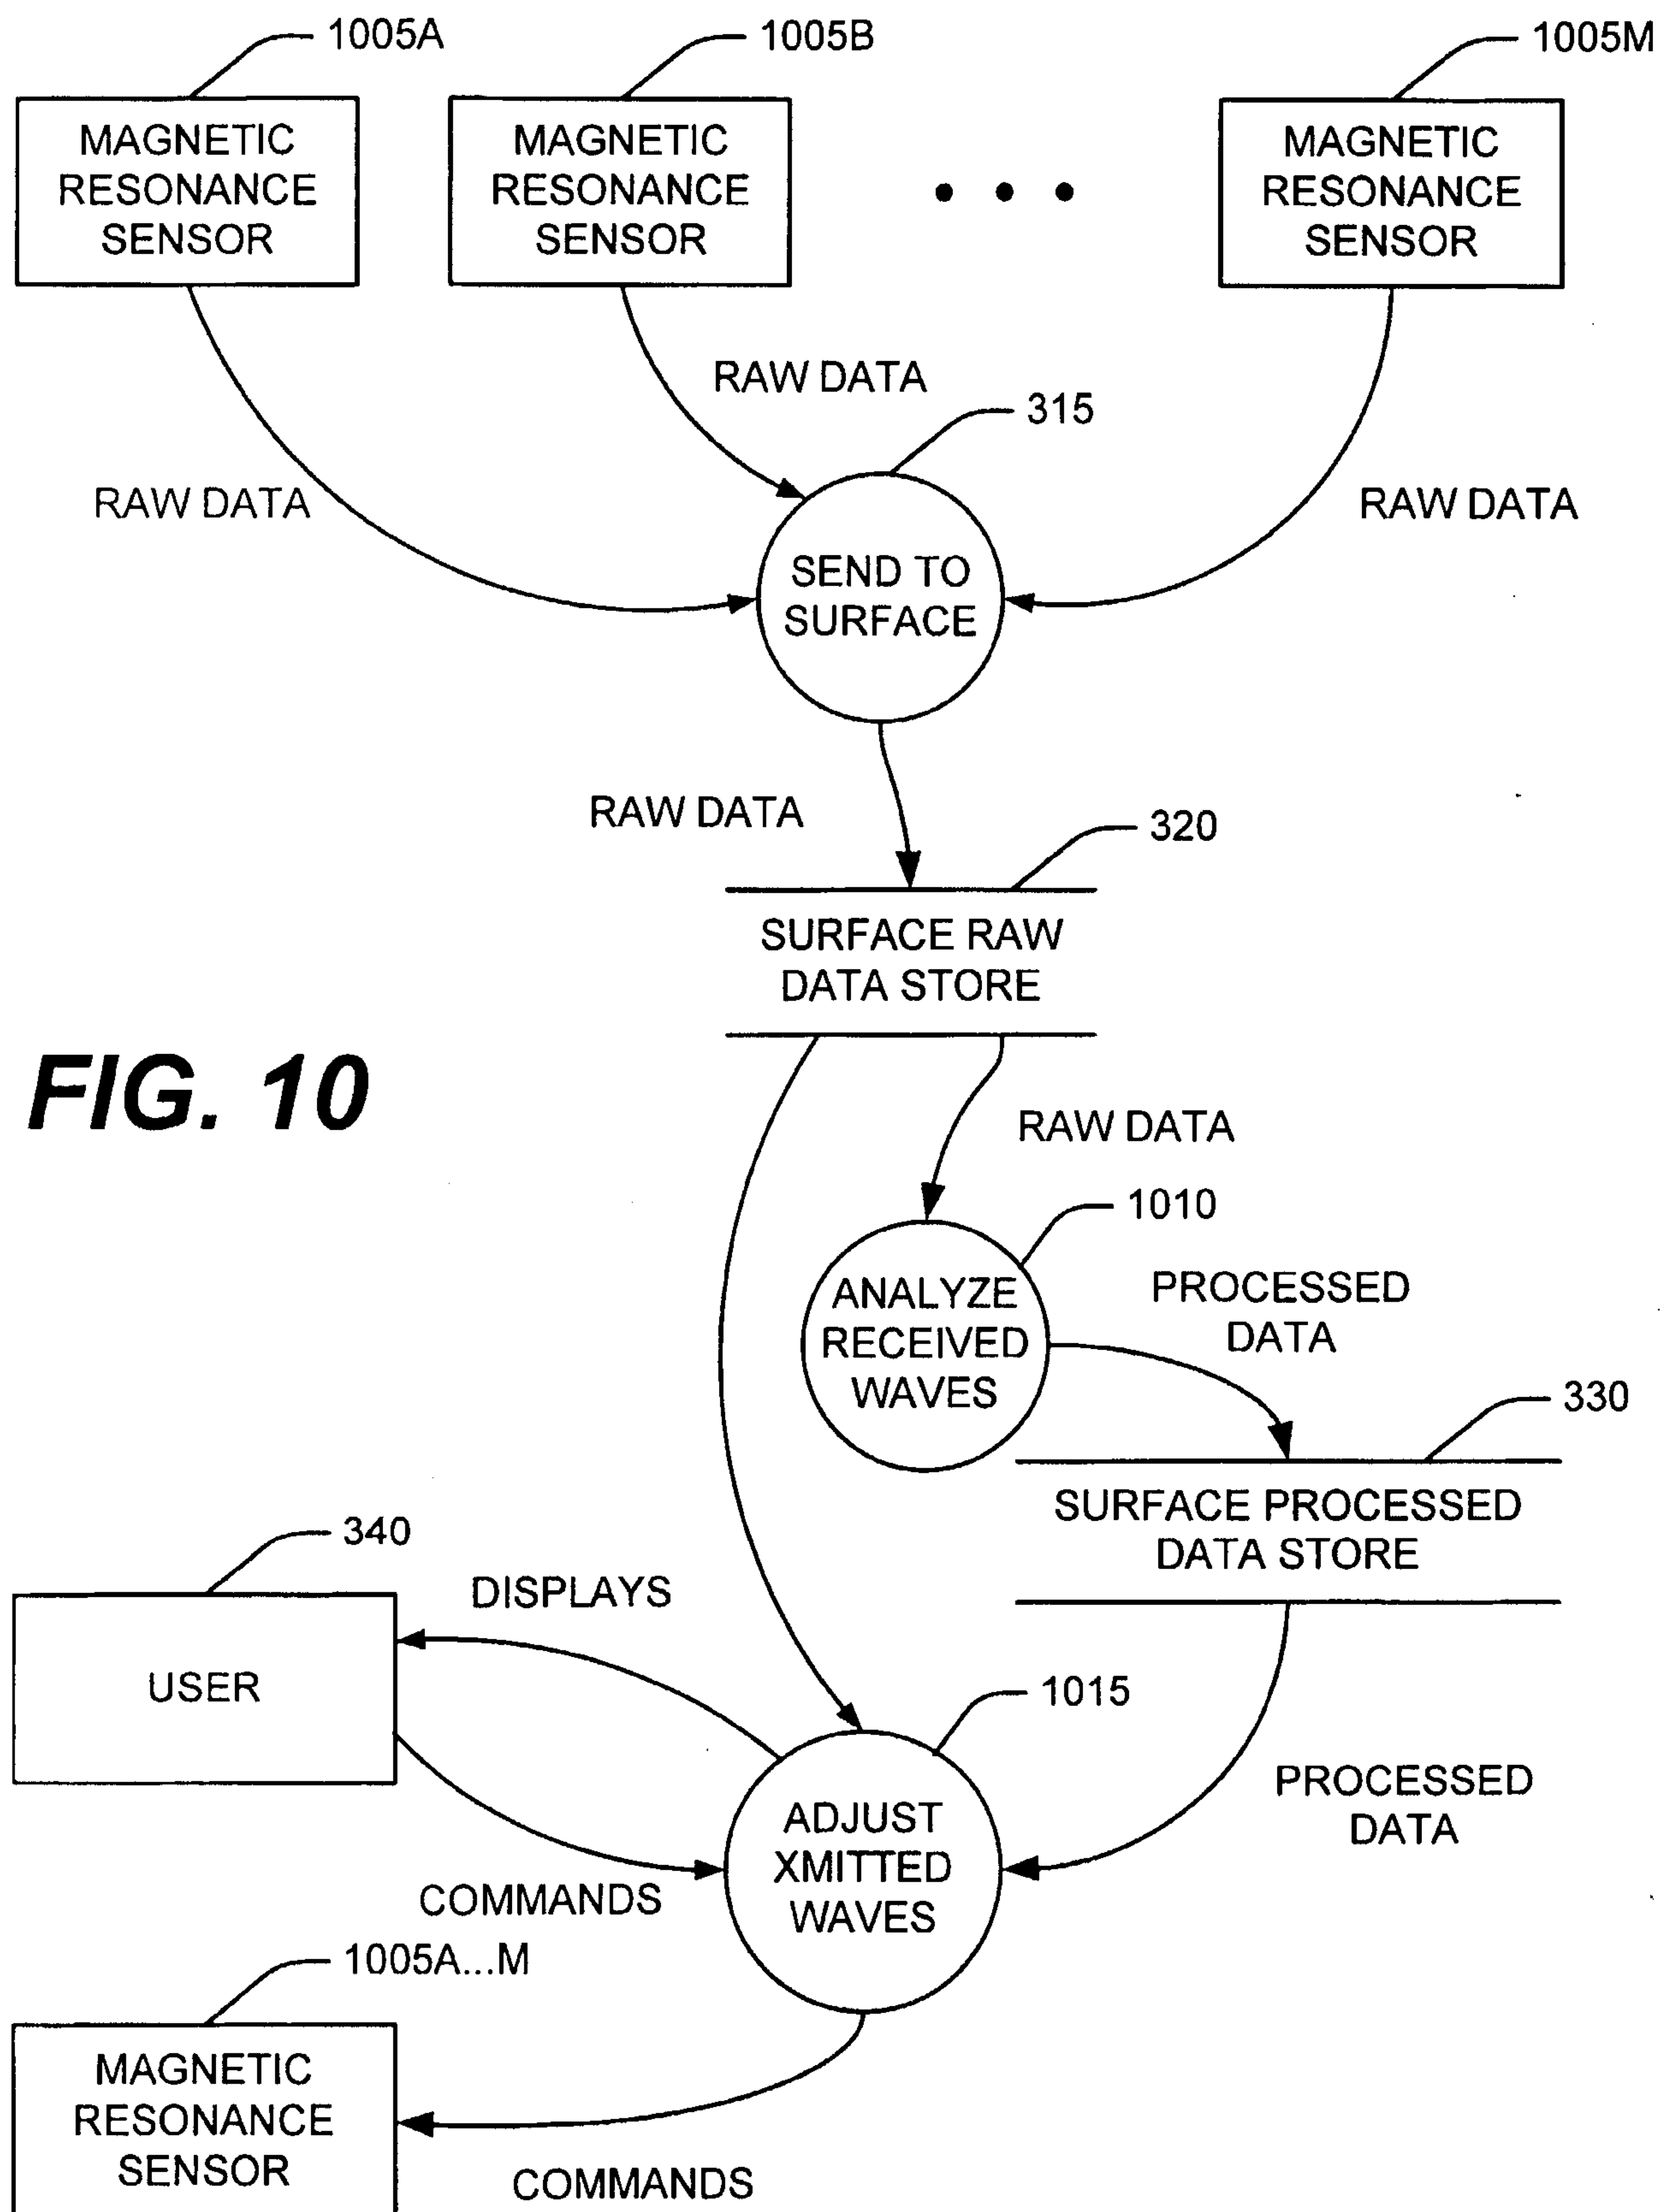 1005A
1005B
1005M
MAGNETIC
RESONANCE
SENSOR
MAGNETIC
RESONANCE
SENSOR
• • •
MAGNETIC
RESONANCE
SENSOR
RAW DATA
315
RAW DATA
RAW DATA
SEND TO
SURFACE
RAW DATA
320
SURFACE RAW
DATA STORE
FIG. 10
RAW DATA
1010
ANALYZE
RECEIVED
WAVES
PROCESSED
DATA
330
SURFACE PROCESSED
DATA STORE
340
DISPLAYS
USER
1015
ADJUST
XMITTED
WAVES
PROCESSED
DATA
COMMANDS
1005A...M
MAGNETIC
RESONANCE
SENSOR
COMMANDS